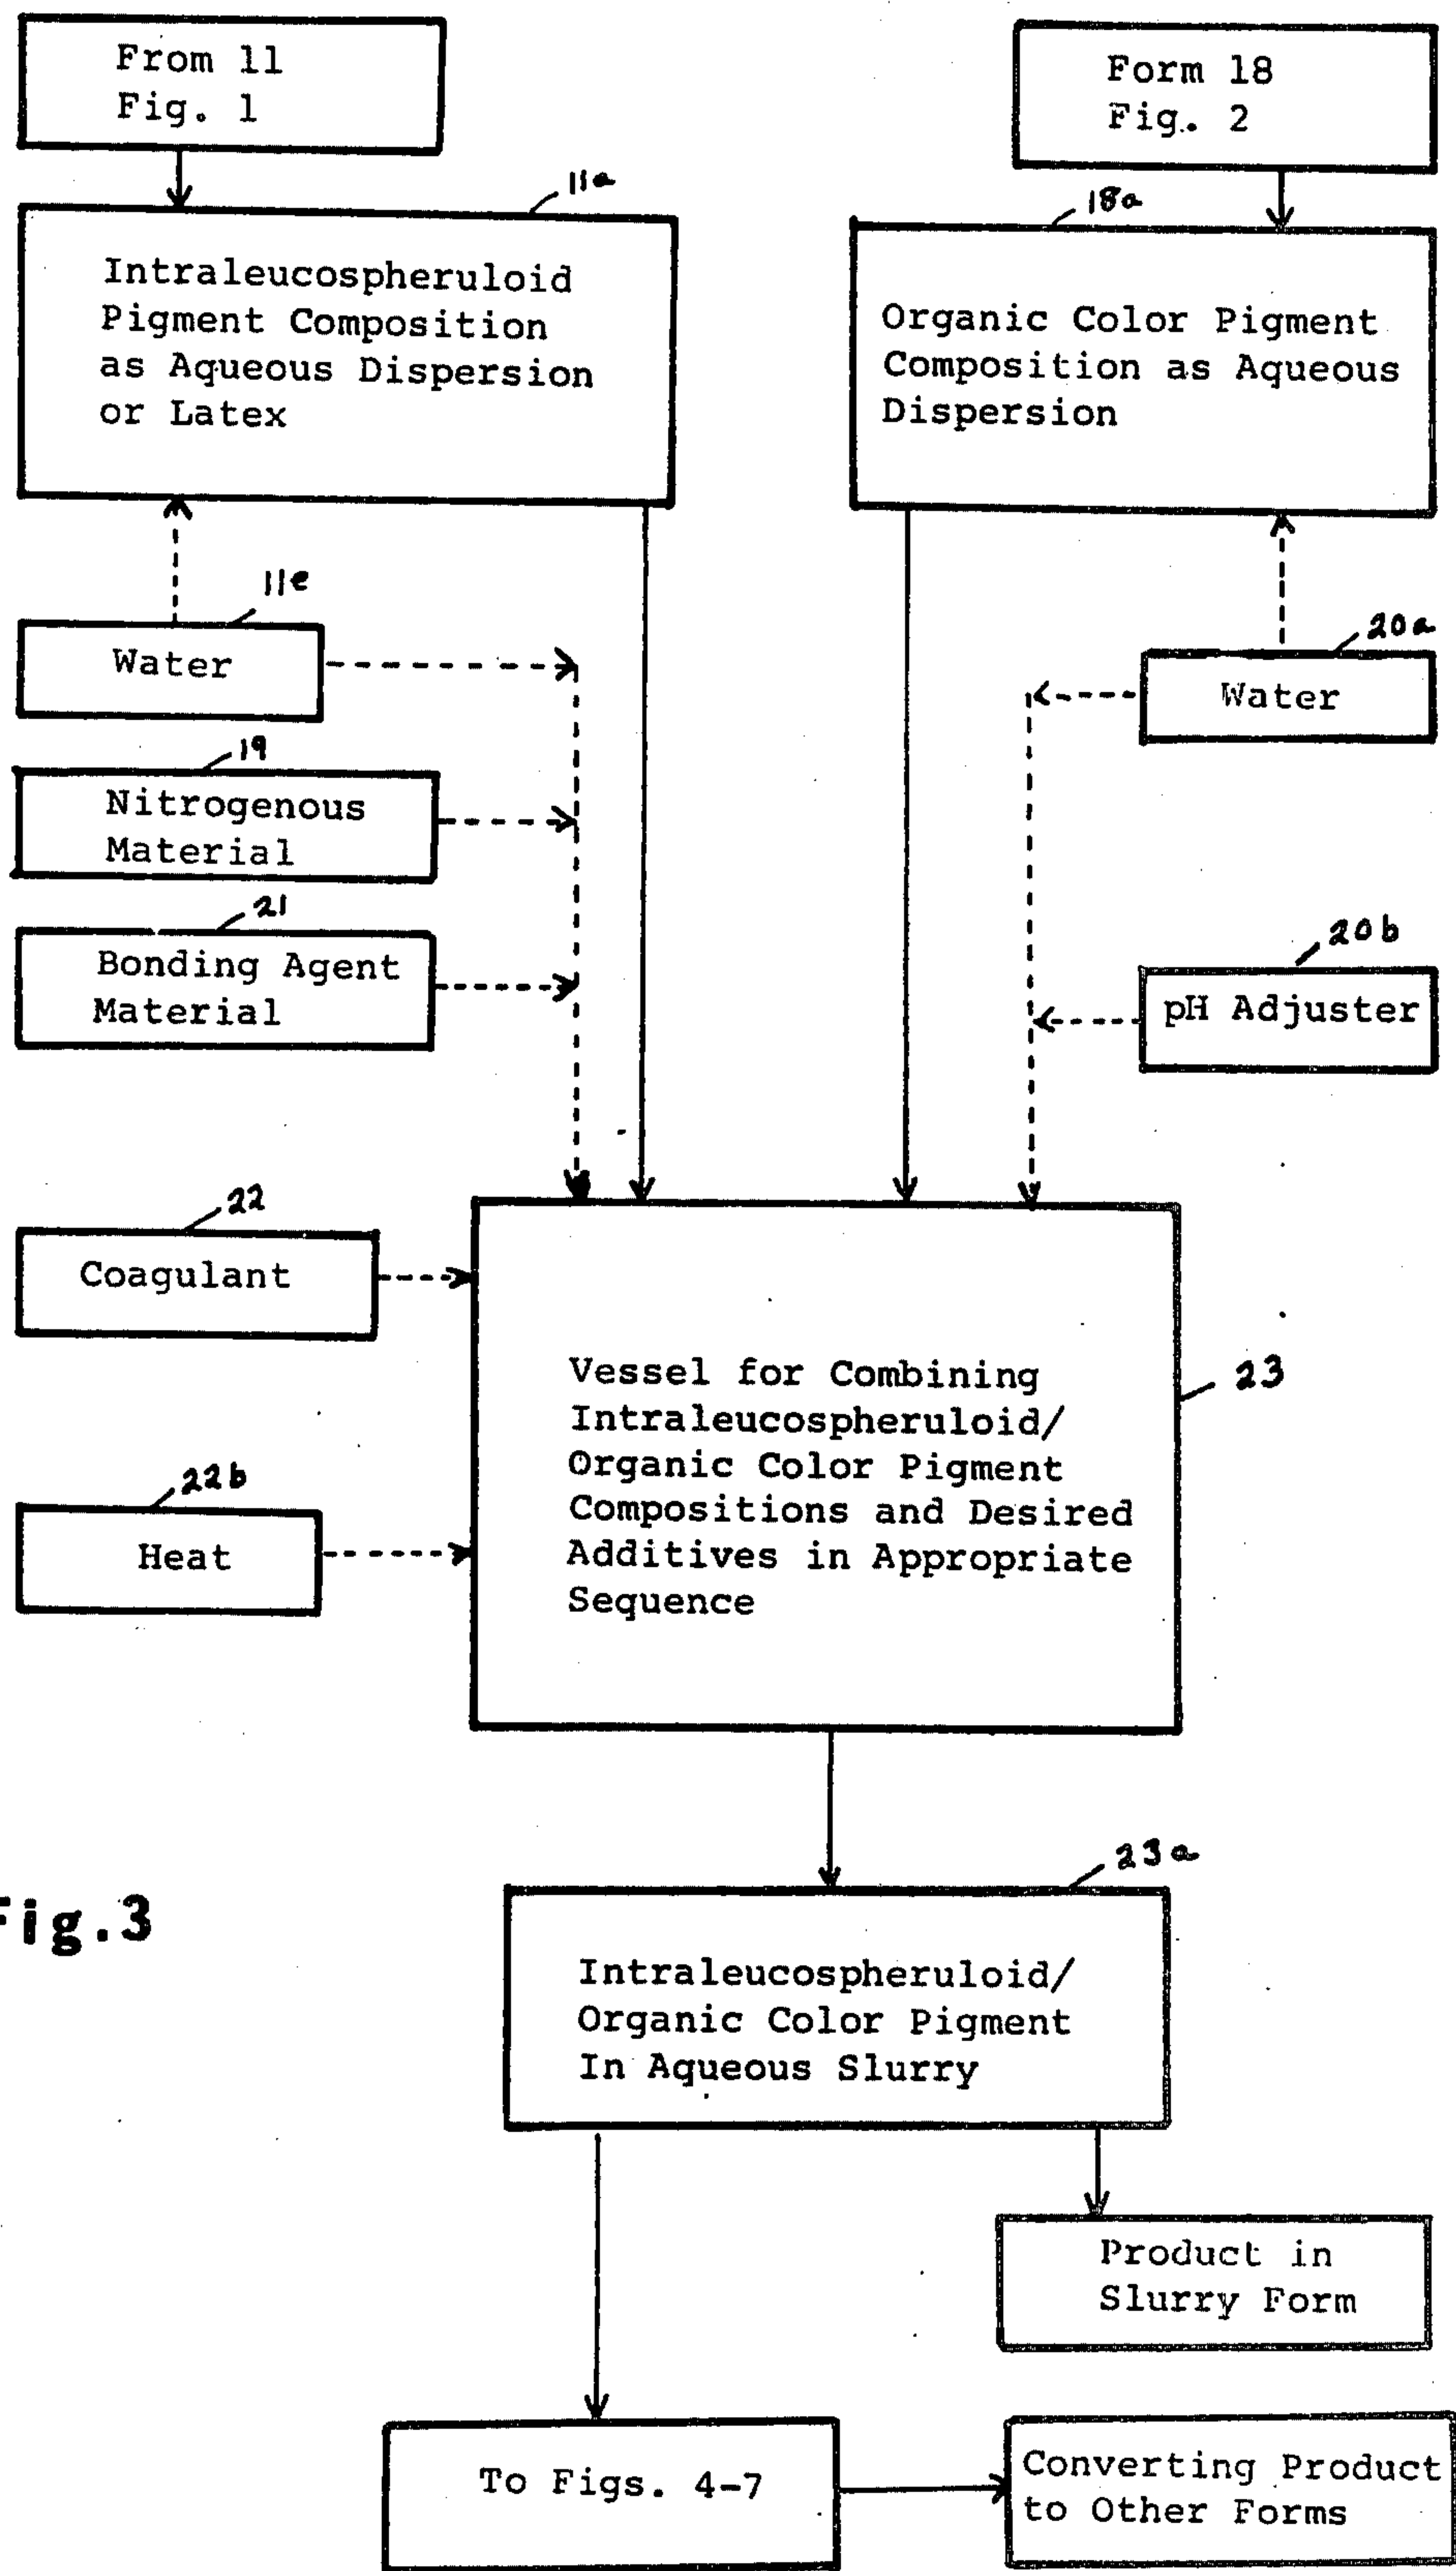 From 11
Fig. 1
Form 18
Fig. 2
11a
18a
Intraleucospheruloid
Pigment Composition
as Aqueous Dispersion
or Latex
Organic Color Pigment
Composition as Aqueous
Dispersion
11e
Water
20a
Water
19
Nitrogenous
Material
21
Bonding Agent
Material
20b
pH Adjuster
22
Coagulant
Vessel for Combining
Intraleucospheruloid/
Organic Color Pigment
Compositions and Desired
Additives in Appropriate
Sequence
23
22b
Heat
23a
Fig.3
Intraleucospheruloid/
Organic Color Pigment
In Aqueous Slurry
Product in
Slurry Form
To Figs. 4-7
Converting Product
to Other Forms